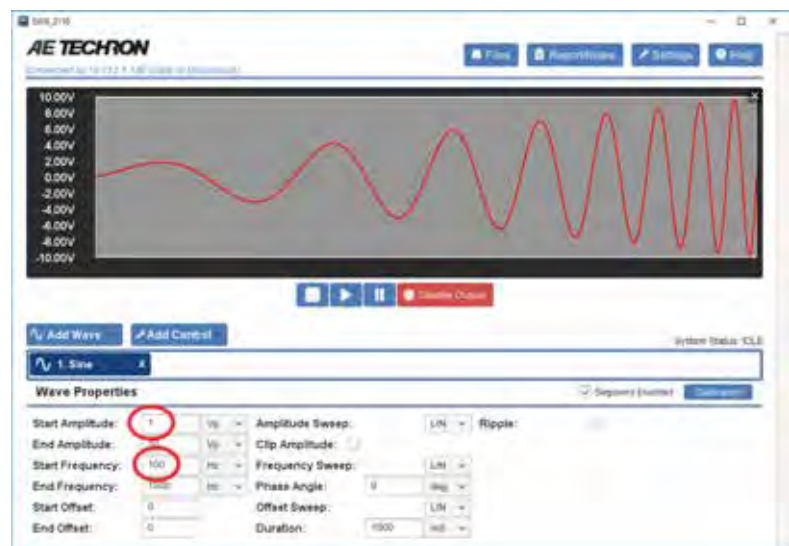 AE TECHRON
Files Report/Notes Settings Help
10.00V
8.00V
6.00V
4.00V
2.00V
0.00V
-2.00V
-4.00V
-6.00V
-8.00V
-10.00V
Disable Output
Add Wave Add Control
System Status: IDLE
1. Sine x
Wave Properties Segment Enabled
Start Amplitude: 1 Vp Amplitude Sweep: LIN Ripple:
End Amplitude: Vp Clip Amplitude:
Start Frequency: 100 Hz Frequency Sweep: LIN
End Frequency: 1000 Hz Phase Angle: 0 deg
Start Offset: 0 Offset Sweep: LIN
End Offset: 0 Duration: 1000